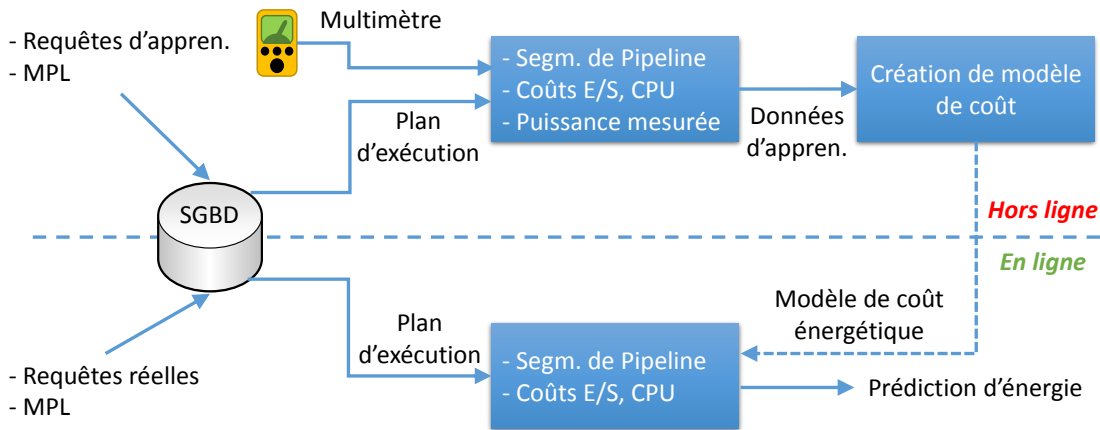 Multimètre
- Requêtes d'appren.
- MPL
- Segm. de Pipeline
- Coûts E/S, CPU
- Puissance mesurée
Création de modèle
de coût
Plan
d'exécution
Données
d'appren.
SGBD
Hors ligne
En ligne
Modèle de coût
énergétique
Plan
d'exécution
- Segm. de Pipeline
- Coûts E/S, CPU
- Requêtes réelles
- MPL
Prédiction d'énergie